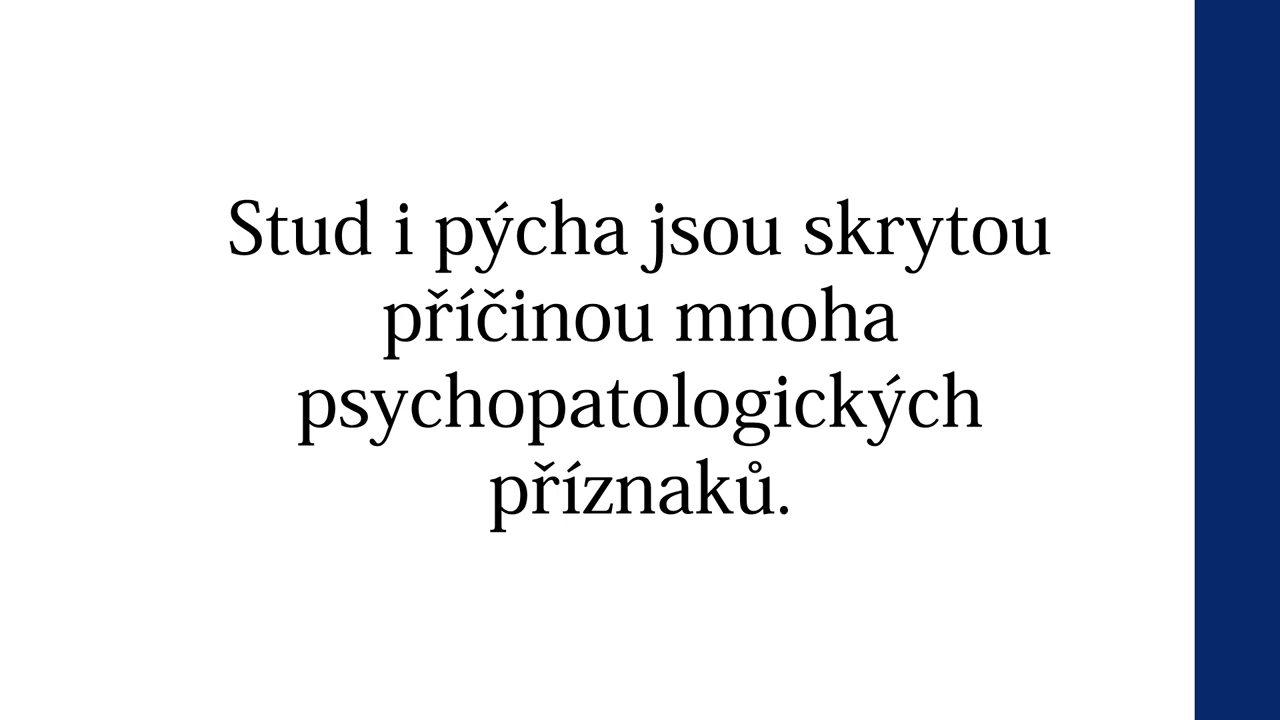 Stud i pýcha jsou skrytou
příčinou mnoha
psychopatologických
příznaků.